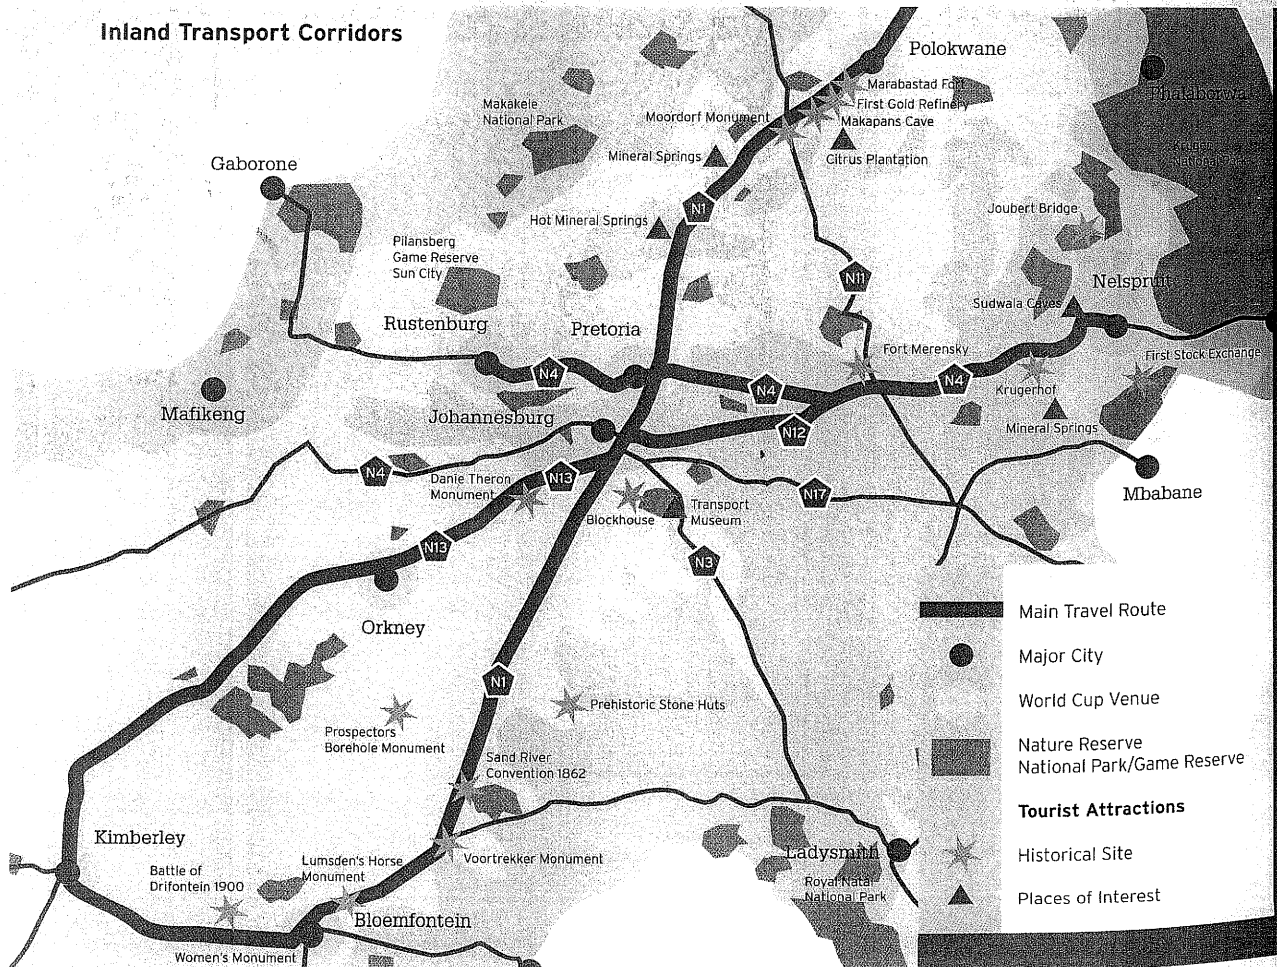 Inland Transport Corridors
Polokwane
Marabastad Fort
First Gold Refinery
Makapans Cave
Moordorf Monument
Citrus Plantation
Makakele
National Park
Mineral Springs
Phalaborwa
Kruger
National Park
Gaborone
N1
Joubert Bridge
Hot Mineral Springs
Pilansberg
Game Reserve
Sun City
N11
Nelspruit
Sudwala Caves
Rustenburg
Pretoria
Fort Merensky
First Stock Exchange
N4
N4
N4
Krugerhof
Mafikeng
Johannesburg
N12
Mineral Springs
N4
Danie Theron
Monument
N13
N17
Mbabane
Blockhouse
Transport
Museum
N13
N3
Orkney
N1
Prehistoric Stone Huts
Prospectors
Borehole Monument
Sand River
Convention 1862
Kimberley
Battle of
Drifontein 1900
Lumsden's Horse
Monument
Voortrekker Monument
Ladysmith
Royal Natal
National Park
Bloemfontein
Women's Monument
Main Travel Route
Major City
World Cup Venue
Nature Reserve
National Park/Game Reserve
Tourist Attractions
Historical Site
Places of Interest